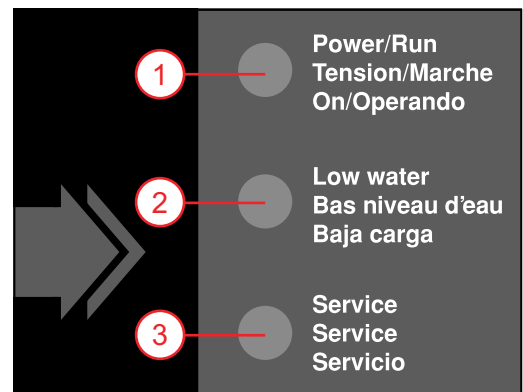 1
Power/Run
Tension/Marche
On/Operando
2
Low water
Bas niveau d'eau
Baja carga
3
Service
Service
Servicio